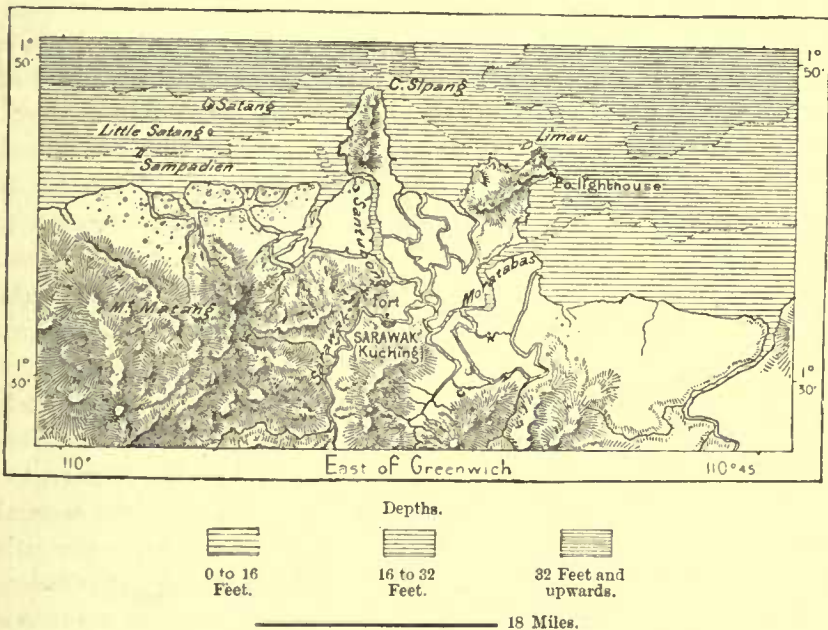 1°
50'
1°
50'
C. Sipang
G. Satang
Limau
Little Satang
Sampadien
Po. lighthouse
Santubong
Moratabas
Mt. Matang
Fort
SARAWAK
(Kuching)
Sarawak
1°
30'
1°
30'
110°
East of Greenwich
110°45
Depths.
0 to 16
Feet.
16 to 32
Feet.
32 Feet and
upwards.
18 Miles.